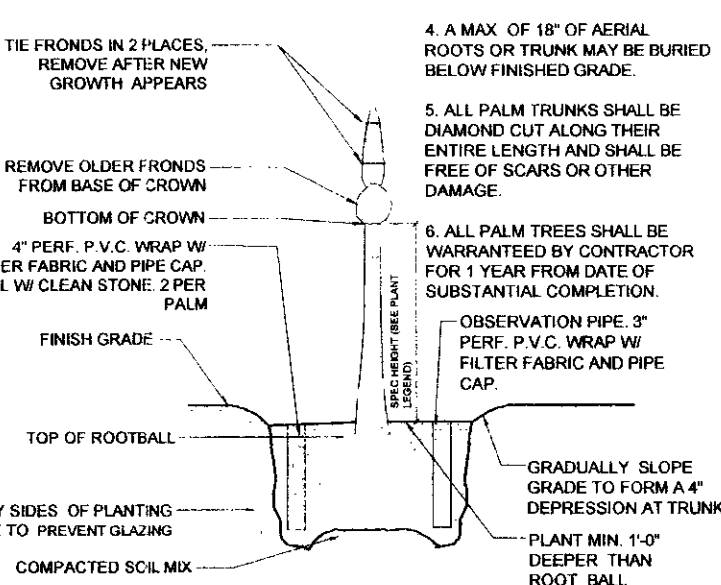 TIE FRONDS IN 2 PLACES,
REMOVE AFTER NEW
GROWTH APPEARS
REMOVE OLDER FRONDS
FROM BASE OF CROWN
BOTTOM OF CROWN
4" PERF. P.V.C. WRAP W/
ER FABRIC AND PIPE CAP.
L W/ CLEAN STONE. 2 PER
PALM
FINISH GRADE
TOP OF ROOTBALL
Y SIDES OF PLANTING
E TO PREVENT GLAZING
COMPACTED SOIL MIX
SPEC HEIGHT (SEE PLANT
LEGEND)
4. A MAX OF 18" OF AERIAL
ROOTS OR TRUNK MAY BE BURIED
BELOW FINISHED GRADE.
5. ALL PALM TRUNKS SHALL BE
DIAMOND CUT ALONG THEIR
ENTIRE LENGTH AND SHALL BE
FREE OF SCARS OR OTHER
DAMAGE.
6. ALL PALM TREES SHALL BE
WARRANTEED BY CONTRACTOR
FOR 1 YEAR FROM DATE OF
SUBSTANTIAL COMPLETION.
OBSERVATION PIPE. 3"
PERF. P.V.C. WRAP W/
FILTER FABRIC AND PIPE
CAP.
GRADUALLY SLOPE
GRADE TO FORM A 4"
DEPRESSION AT TRUNK
PLANT MIN. 1'-0"
DEEPER THAN
ROOT BALL